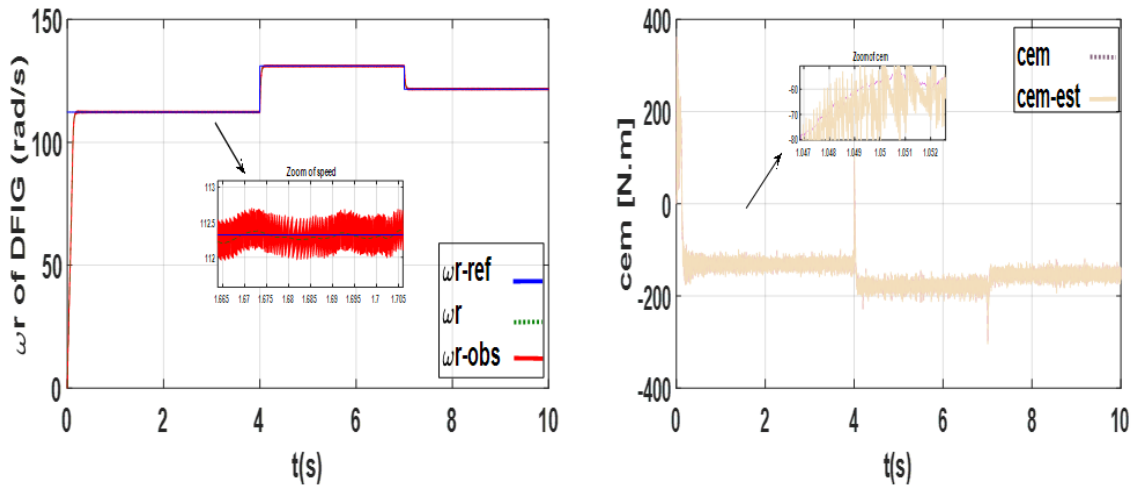 150
100
50
0
ωr of DFIG (rad/s)
0 2 4 6 8 10
t(s)
Zoom of speed
113
112.5
112
1.665 1.67 1.675 1.68 1.685 1.69 1.695 1.7 1.705
ωr-ref
ωr
ωr-obs
400
200
0
-200
-400
cem [N.m]
0 2 4 6 8 10
t(s)
Zoom of cem
-60
-70
-80
1.047 1.048 1.049 1.05 1.051 1.052
cem
cem-est